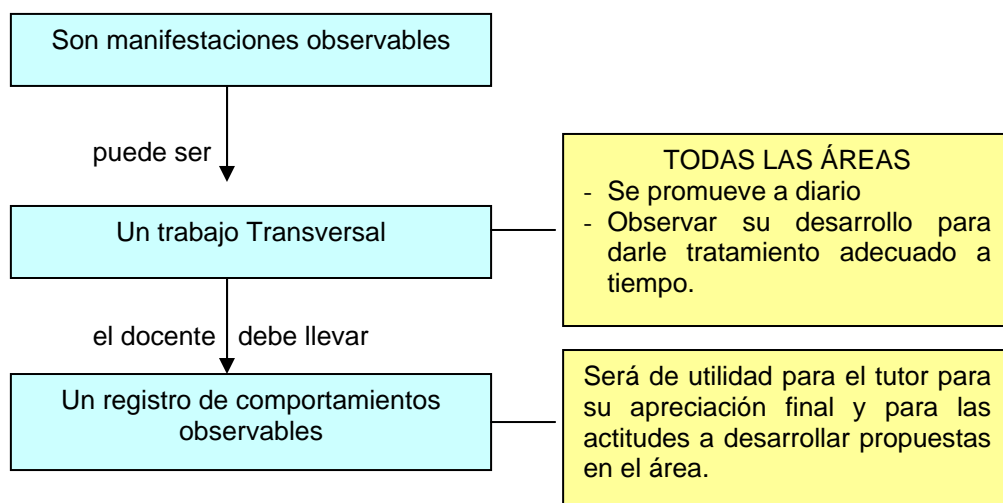 Son manifestaciones observables
puede ser
Un trabajo Transversal
TODAS LAS ÁREAS
- Se promueve a diario
- Observar su desarrollo para
darle tratamiento adecuado a
tiempo.
el docente debe llevar
Un registro de comportamientos
observables
Será de utilidad para el tutor para
su apreciación final y para las
actitudes a desarrollar propuestas
en el área.